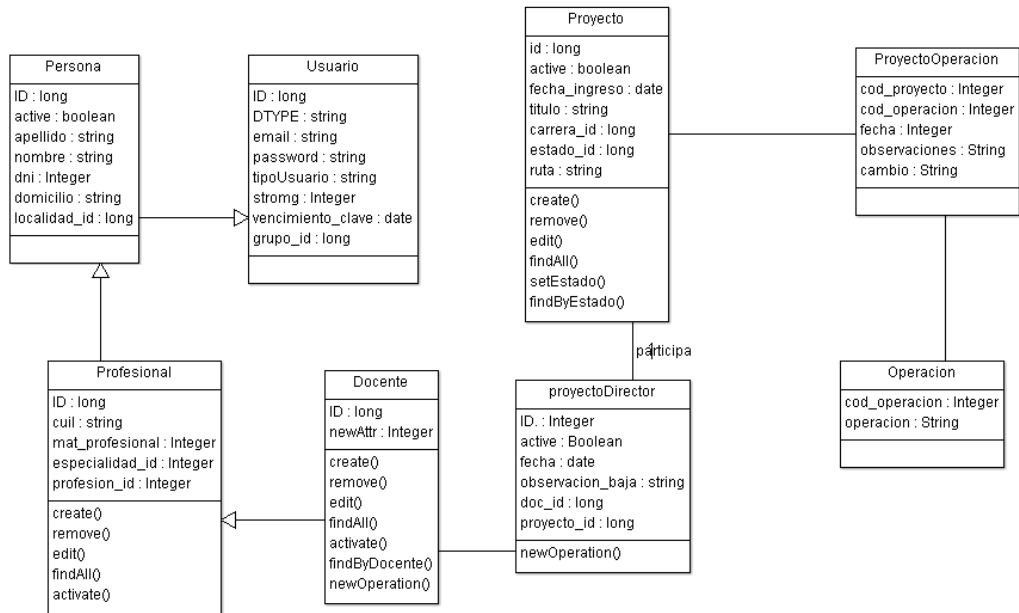 Persona
ID : long
active : boolean
apellido : string
nombre : string
dni : Integer
domicilio : string
localidad_id : long
Usuario
ID : long
DTYPE : string
email : string
password : string
tipoUsuario : string
stromg : Integer
vencimiento_clave : date
grupo_id : long
Proyecto
id : long
active : boolean
fecha_ingreso : date
titulo : string
carrera_id : long
estado_id : long
ruta : string
create()
remove()
edit()
findAll()
setEstado()
findByEstado()
ProyectoOperacion
cod_proyecto : Integer
cod_operacion : Integer
fecha : Integer
observaciones : String
cambio : String
participa
Profesional
ID : long
cuil : string
mat_profesional : Integer
especialidad_id : Integer
profesion_id : Integer
create()
remove()
edit()
findAll()
activate()
Docente
ID : long
newAttr : Integer
create()
remove()
edit()
findAll()
activate()
findByDocente()
newOperation()
proyectoDirector
ID. : Integer
active : Boolean
fecha : date
observacion_baja : string
doc_id : long
proyecto_id : long
newOperation()
Operacion
cod_operacion : Integer
operacion : String